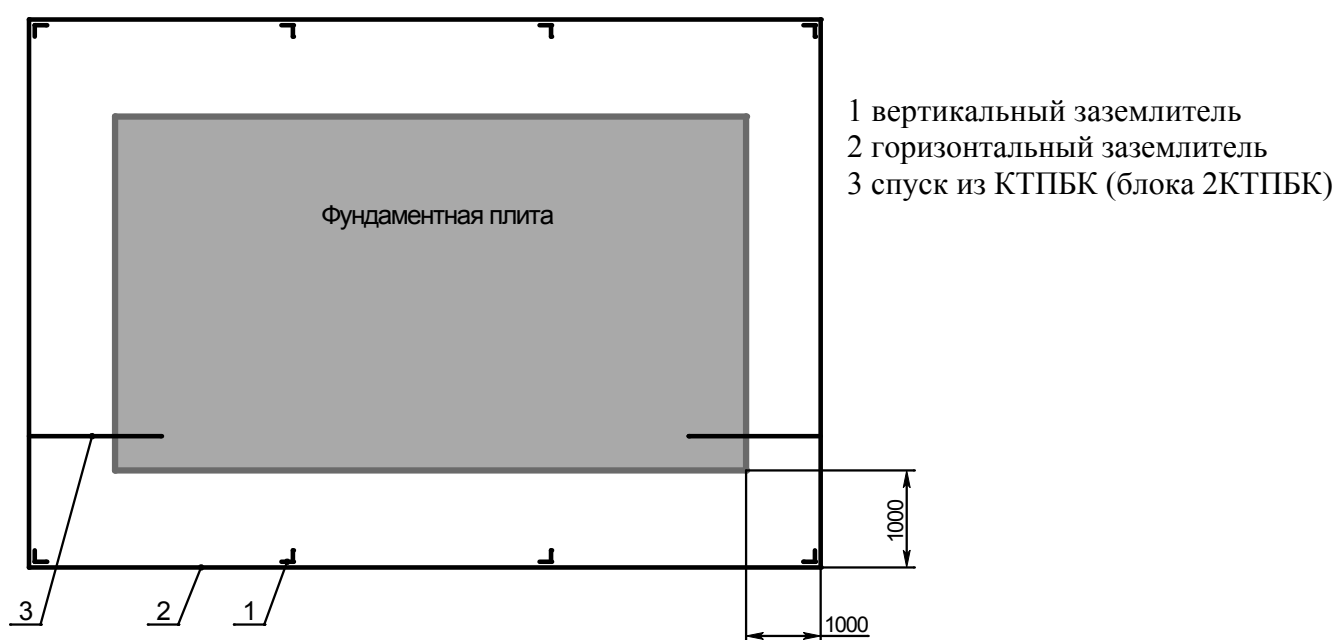 1 вертикальный заземлитель
2 горизонтальный заземлитель
3 спуск из КТПБК (блока 2КТПБК)
Фундаментная плита
1000
3
2
1
1000